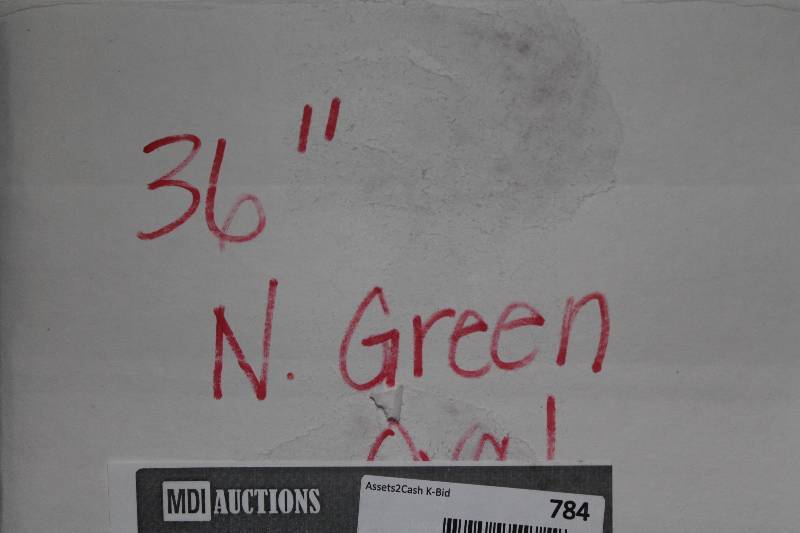 36"
N. Green
MDI AUCTIONS
Assets2Cash K-Bid
784